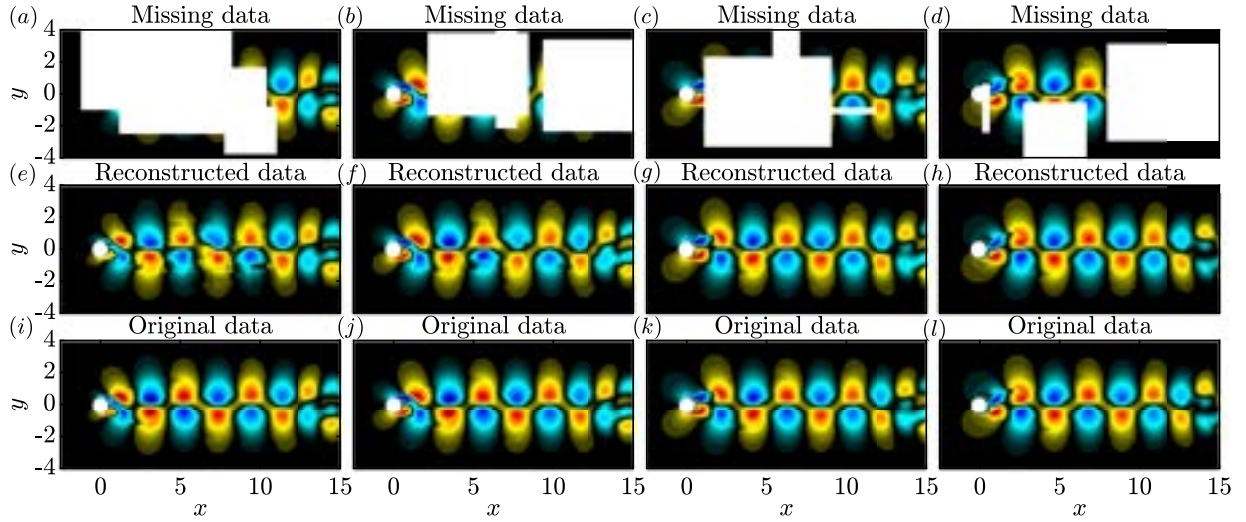 (a) Missing data (b) Missing data (c) Missing data (d) Missing data
4
2
y 0
-2
-4
(e) Reconstructed data (f) Reconstructed data (g) Reconstructed data (h) Reconstructed data
4
2
y 0
-2
-4
(i) Original data (j) Original data (k) Original data (l) Original data
4
2
y 0
-2
-4
0 5 10 15 0 5 10 15 0 5 10 15 0 5 10 15
x x x x